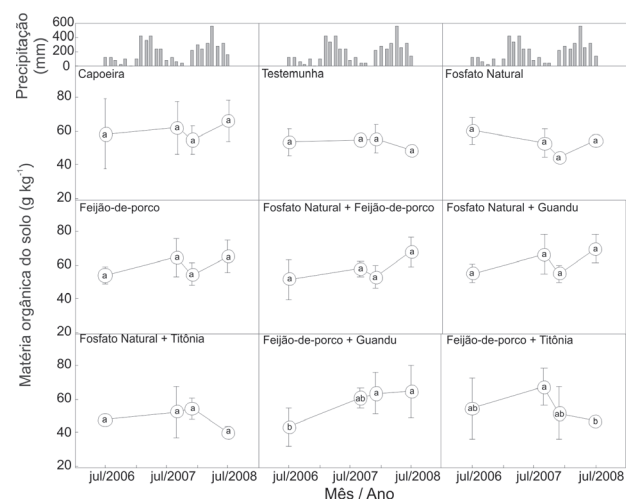 Precipitação
(mm)
600
400
200
0
Capoeira
Testemunha
Fosfato Natural
Matéria orgânica do solo (g kg-1)
80
60
40
20
a
a
a
a
a
a
a
a
a
a
a
a
Feijão-de-porco
Fosfato Natural + Feijão-de-porco
Fosfato Natural + Guandu
80
60
40
20
a
a
a
a
a
a
a
a
a
a
a
a
Fosfato Natural + Titônia
Feijão-de-porco + Guandu
Feijão-de-porco + Titônia
80
60
40
20
a
a
a
a
b
ab
a
a
ab
a
ab
b
jul/2006 jul/2007 jul/2008 jul/2006 jul/2007 jul/2008 jul/2006 jul/2007 jul/2008
Mês / Ano